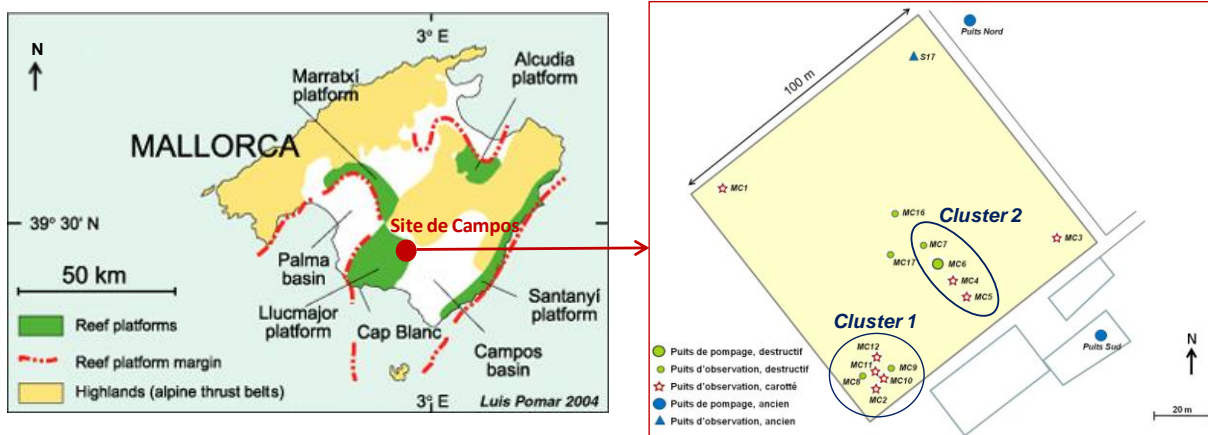 N
3° E
Alcudia
platform
Marratxi
platform
MALLORCA
39° 30' N
Site de Campos
50 km
Palma
basin
Llucmajor
platform
Cap Blanc
Santanyí
platform
Campos
basin
Reef platforms
Reef platform margin
Highlands (alpine thrust belts)
3° E
Luis Pomar 2004
Puits Nord
S17
100 m
MC1
MC16
Cluster 2
MC7
MC3
MC17
MC6
MC4
MC5
Cluster 1
Puits Sud
MC12
MC11
MC9
MC8
MC10
MC2
N
Puits de pompage, destructif
Puits d'observation, destructif
Puits d'observation, carotté
Puits de pompage, ancien
Puits d'observation, ancien
20 m